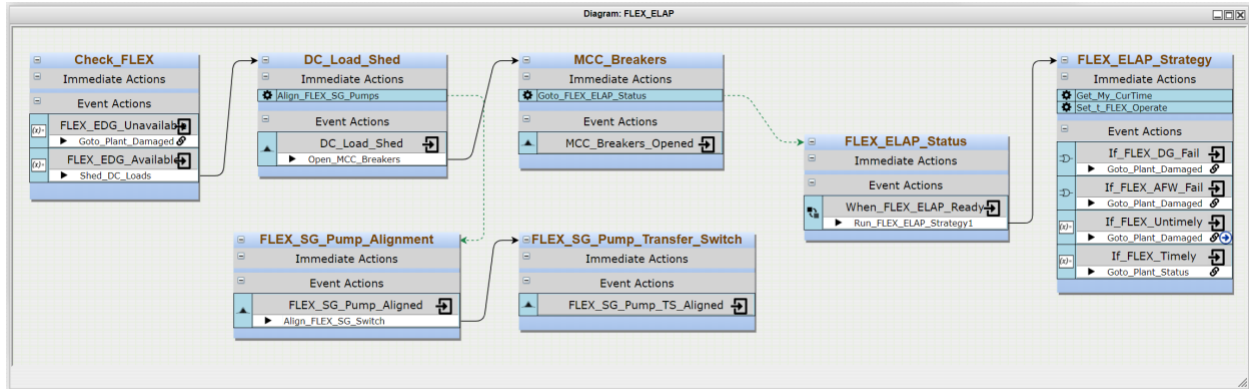 Diagram: FLEX_ELAP
Check_FLEX
Immediate Actions
Event Actions
FLEX_EDG_Unavailab
Goto_Plant_Damaged
FLEX_EDG_Available
Shed_DC_Loads
DC_Load_Shed
Immediate Actions
Align_FLEX_SG_Pumps
Event Actions
DC_Load_Shed
Open_MCC_Breakers
MCC_Breakers
Immediate Actions
Goto_FLEX_ELAP_Status
Event Actions
MCC_Breakers_Opened
FLEX_ELAP_Status
Immediate Actions
Event Actions
When_FLEX_ELAP_Ready
Run_FLEX_ELAP_Strategy1
FLEX_ELAP_Strategy
Immediate Actions
Get_My_CurTime
Set_t_FLEX_Operate
Event Actions
If_FLEX_DG_Fail
Goto_Plant_Damaged
If_FLEX_AFW_Fail
Goto_Plant_Damaged
If_FLEX_Untimely
Goto_Plant_Damaged
If_FLEX_Timely
Goto_Plant_Status
FLEX_SG_Pump_Alignment
Immediate Actions
Event Actions
FLEX_SG_Pump_Aligned
Align_FLEX_SG_Switch
FLEX_SG_Pump_Transfer_Switch
Immediate Actions
Event Actions
FLEX_SG_Pump_TS_Aligned